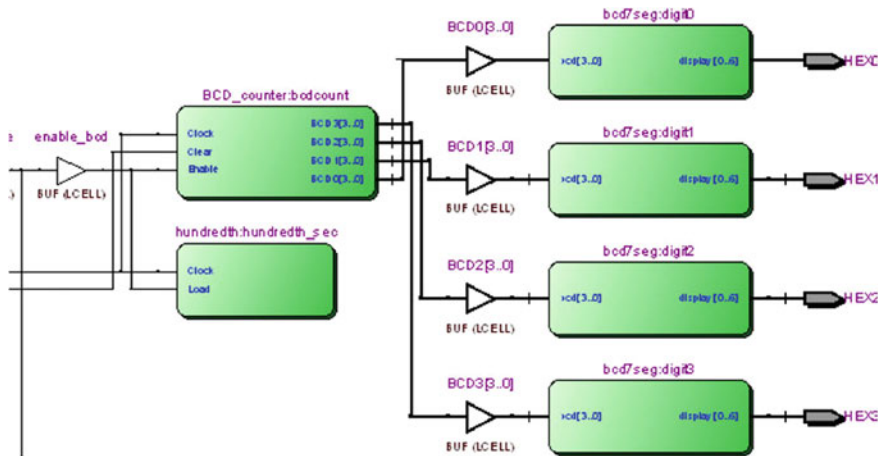 BCD0[3..0]
bcd7seg:digit0
bcd[3..0]
display[0..6]
HEX0
BUF (LCELL)
BCD_counter:bcdcount
Clock
Clear
Enable
BCD3[3..0]
BCD2[3..0]
BCD1[3..0]
BCD0[3..0]
e
enable_bcd
BUF (LCELL)
BCD1[3..0]
bcd7seg:digit1
bcd[3..0]
display[0..6]
HEX1
BUF (LCELL)
hundredth:hundredth_sec
Clock
Load
BCD2[3..0]
bcd7seg:digit2
bcd[3..0]
display[0..6]
HEX2
BUF (LCELL)
BCD3[3..0]
bcd7seg:digit3
bcd[3..0]
display[0..6]
HEX3
BUF (LCELL)